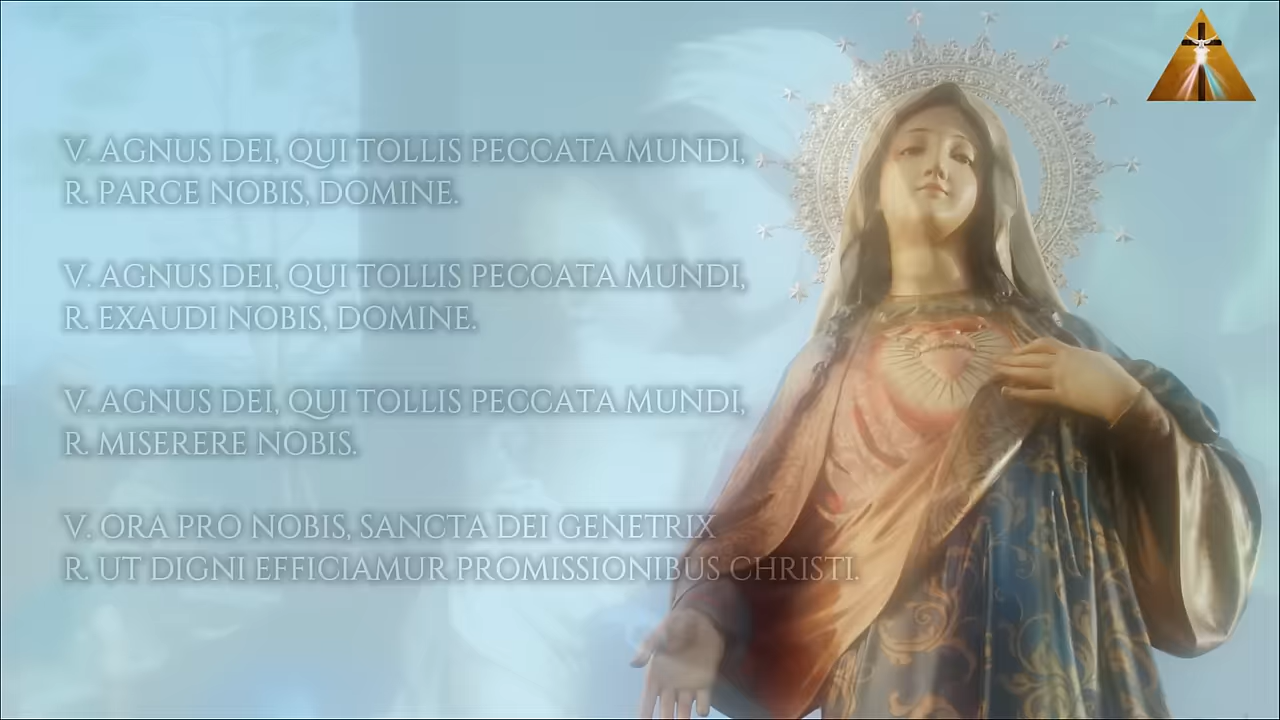 V. AGNUS DEI, QUI TOLLIS PECCATA MUNDI,
R. PARCE NOBIS, DOMINE.
V. AGNUS DEI, QUI TOLLIS PECCATA MUNDI,
R. EXAUDI NOBIS, DOMINE.
V. AGNUS DEI, QUI TOLLIS PECCATA MUNDI,
R. MISERERE NOBIS.
V. ORA PRO NOBIS, SANCTA DEI GENETRIX
R. UT DIGNI EFFICIAMUR PROMISSIONIBUS CHRISTI.